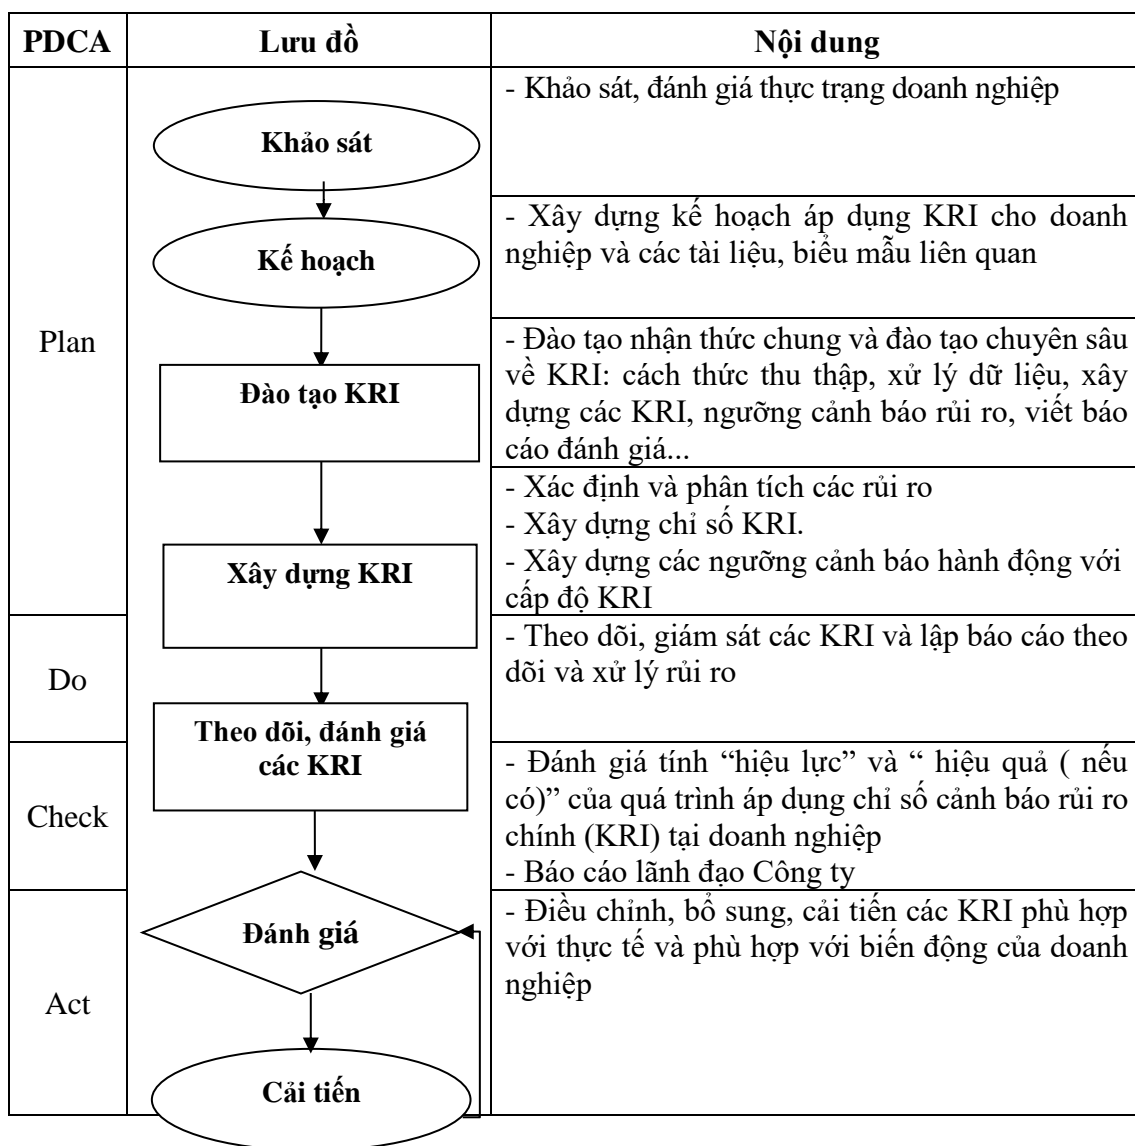 PDCA
Lưu đồ
Nội dung
Plan
Khảo sát
- Khảo sát, đánh giá thực trạng doanh nghiệp
Kế hoạch
- Xây dựng kế hoạch áp dụng KRI cho doanh
nghiệp và các tài liệu, biểu mẫu liên quan
Đào tạo KRI
- Đào tạo nhận thức chung và đào tạo chuyên sâu
về KRI: cách thức thu thập, xử lý dữ liệu, xây
dựng các KRI, ngưỡng cảnh báo rủi ro, viết báo
cáo đánh giá...
Xây dựng KRI
- Xác định và phân tích các rủi ro
- Xây dựng chỉ số KRI.
- Xây dựng các ngưỡng cảnh báo hành động với
cấp độ KRI
Do
Theo dõi, đánh giá
các KRI
- Theo dõi, giám sát các KRI và lập báo cáo theo
dõi và xử lý rủi ro
Check
- Đánh giá tính “hiệu lực” và “ hiệu quả ( nếu
có)” của quá trình áp dụng chỉ số cảnh báo rủi ro
chính (KRI) tại doanh nghiệp
- Báo cáo lãnh đạo Công ty
Đánh giá
Act
- Điều chỉnh, bổ sung, cải tiến các KRI phù hợp
với thực tế và phù hợp với biến động của doanh
nghiệp
Cải tiến